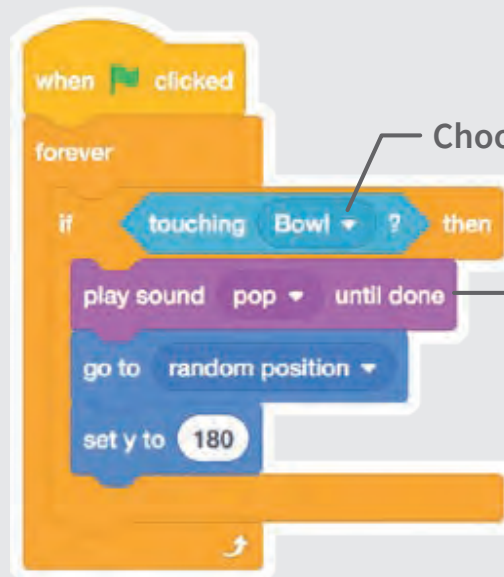 when clicked
forever
Choo
if touching Bowl ? then
play sound pop until done
go to random position
set y to 180